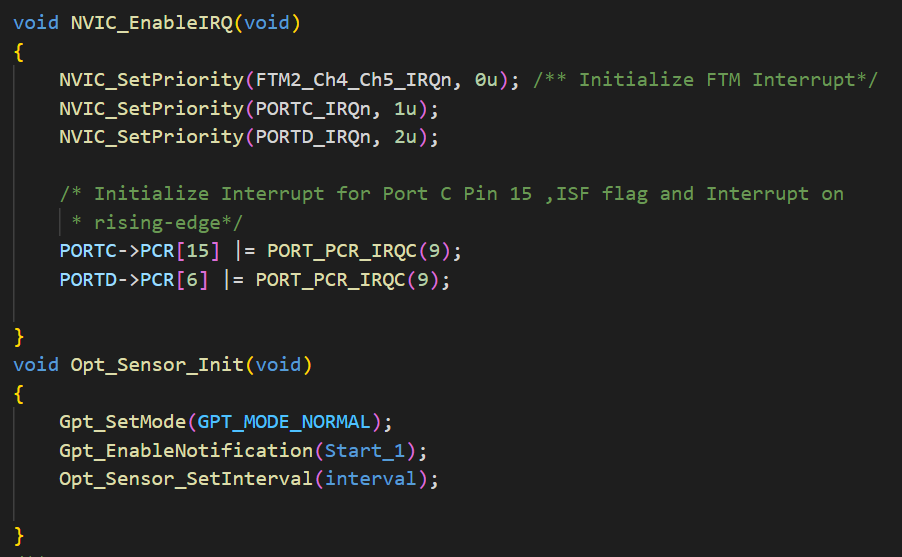 void NVIC_EnableIRQ(void)
{
    NVIC_SetPriority(FTM2_Ch4_Ch5_IRQn, 0u); /** Initialize FTM Interrupt*/
    NVIC_SetPriority(PORTC_IRQn, 1u);
    NVIC_SetPriority(PORTD_IRQn, 2u);

    /* Initialize Interrupt for Port C Pin 15 ,ISF flag and Interrupt on
     * rising-edge*/
    PORTC->PCR[15] |= PORT_PCR_IRQC(9);
    PORTD->PCR[6] |= PORT_PCR_IRQC(9);

}
void Opt_Sensor_Init(void)
{
    Gpt_SetMode(GPT_MODE_NORMAL);
    Gpt_EnableNotification(Start_1);
    Opt_Sensor_SetInterval(interval);

}